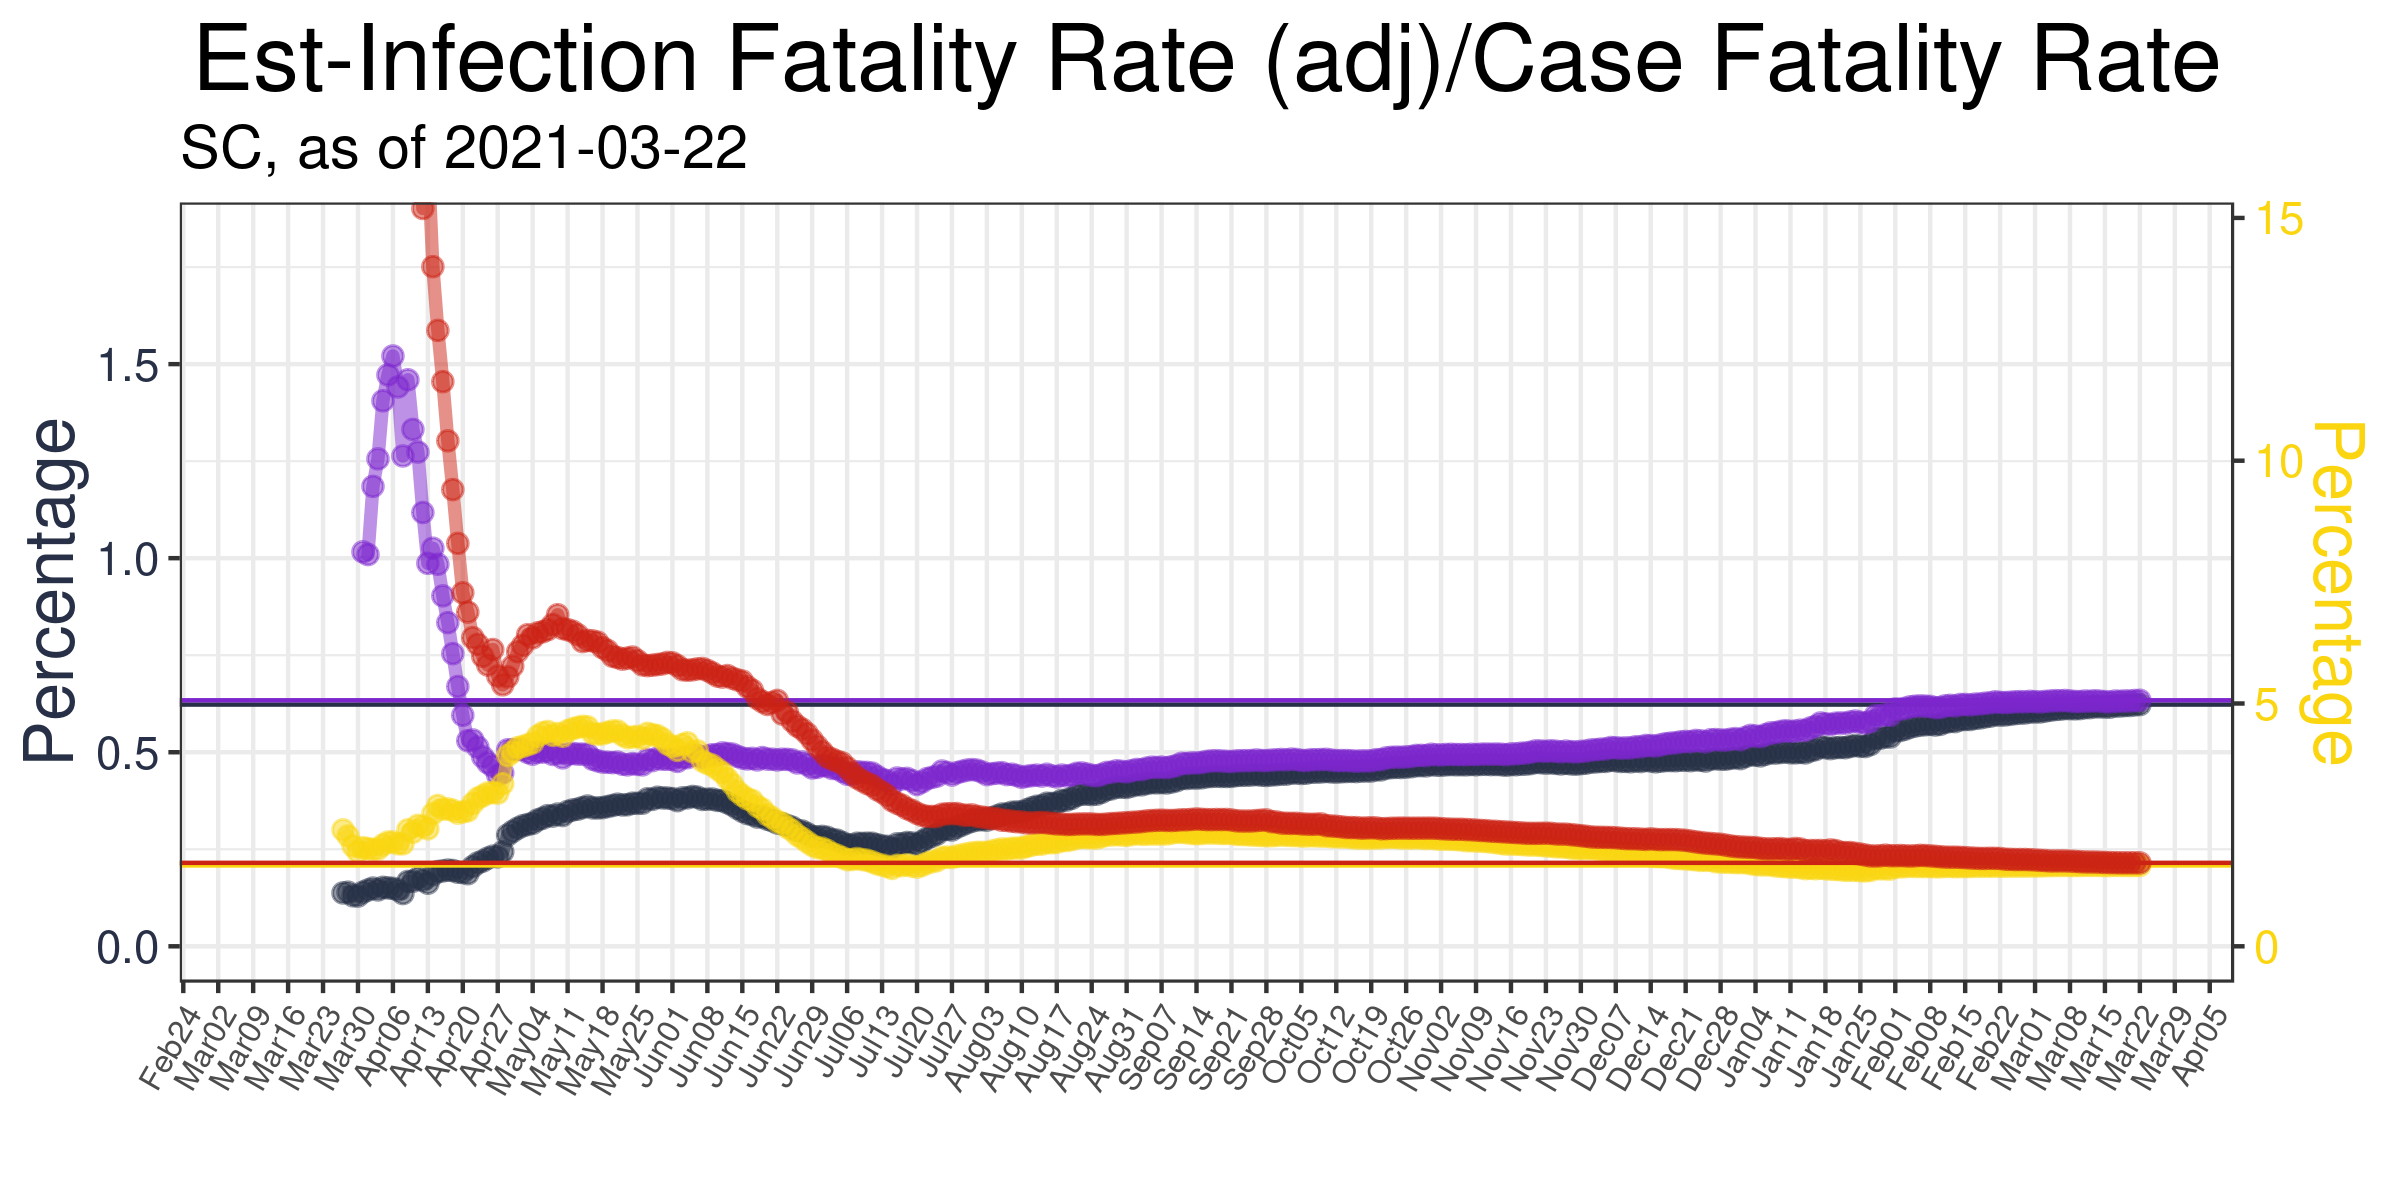 Est-Infection Fatality Rate (adj)/Case Fatality Rate
SC, as of 2021-03-22
Percentage
1.5
1.0
0.5
0.0
15
10
5
0
Percentage
Feb24
Mar02
Mar09
Mar16
Mar23
Mar30
Apr06
Apr13
Apr20
Apr27
May04
May11
May18
May25
Jun01
Jun08
Jun15
Jun22
Jun29
Jul06
Jul13
Jul20
Jul27
Aug03
Aug10
Aug17
Aug24
Aug31
Sep07
Sep14
Sep21
Sep28
Oct05
Oct12
Oct19
Oct26
Nov02
Nov09
Nov16
Nov23
Nov30
Dec07
Dec14
Dec21
Dec28
Jan04
Jan11
Jan18
Jan25
Feb01
Feb08
Feb15
Feb22
Mar01
Mar08
Mar15
Mar22
Mar29
Apr05